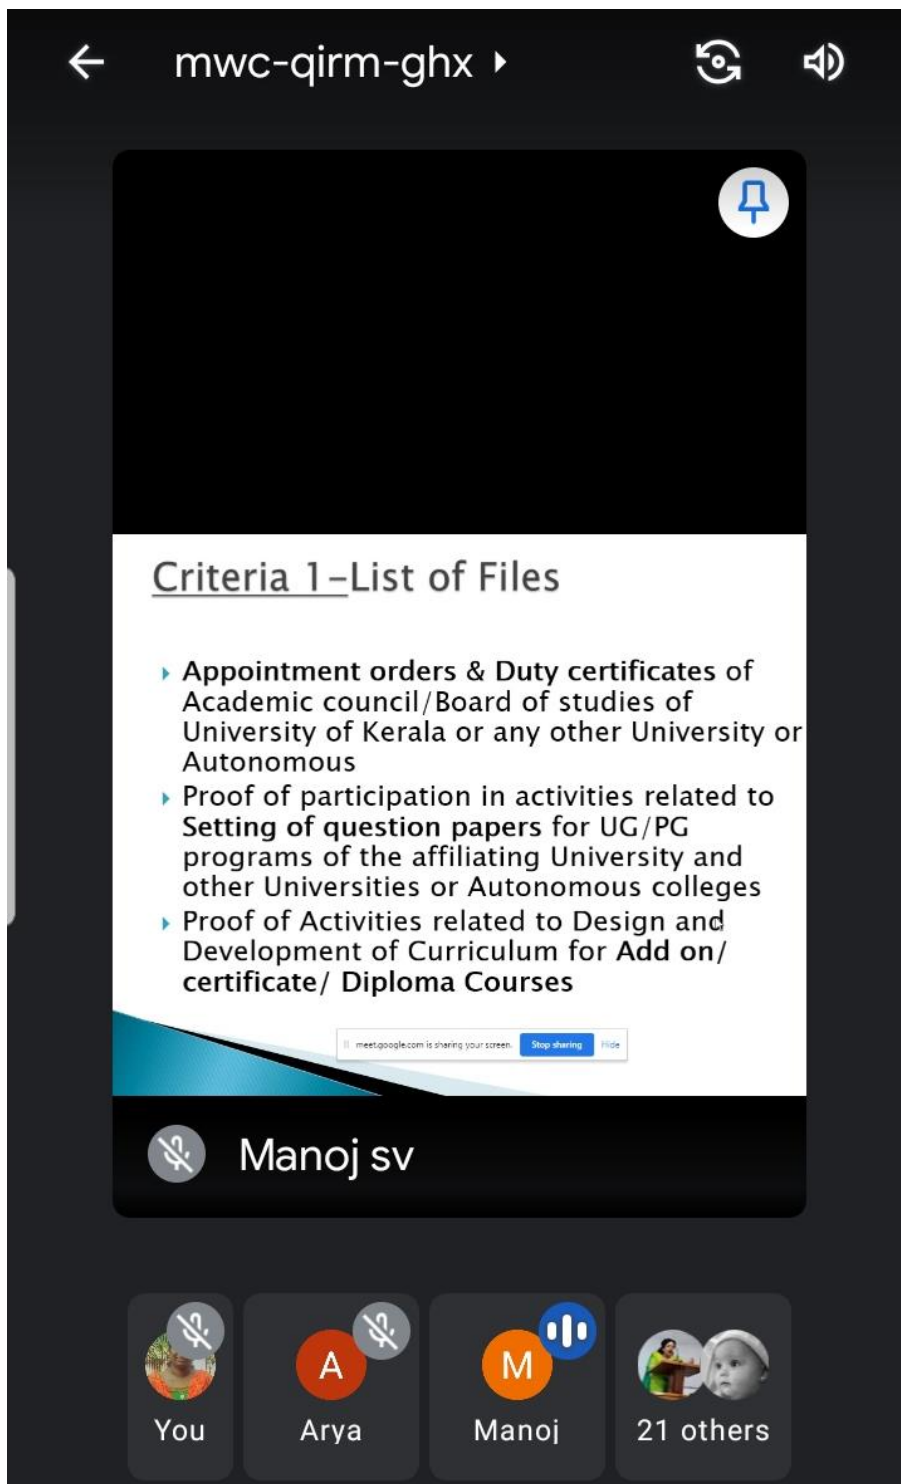 mwc-qirm-ghx
Criteria 1-List of Files
Appointment orders & Duty certificates of
Academic council/Board of studies of
University of Kerala or any other University or
Autonomous
Proof of participation in activities related to
Setting of question papers for UG/PG
programs of the affiliating University and
other Universities or Autonomous colleges
Proof of Activities related to Design and
Development of Curriculum for Add on/
certificate/ Diploma Courses
meet.google.com is sharing your screen. Stop sharing Hide
Manoj sv
A M
You Arya Manoj 21 others